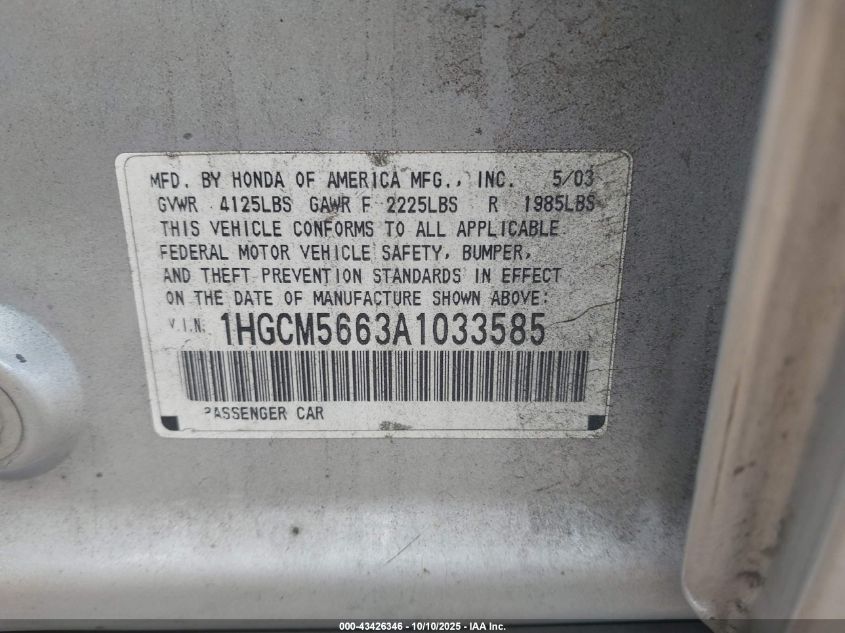 MFD. BY HONDA OF AMERICA MFG., INC. 5/03
GVWR 4125LBS GAWR F 2225LBS R 1985LBS
THIS VEHICLE CONFORMS TO ALL APPLICABLE
FEDERAL MOTOR VEHICLE SAFETY, BUMPER,
AND THEFT PREVENTION STANDARDS IN EFFECT
ON THE DATE OF MANUFACTURE SHOWN ABOVE:
V.I.N. 1HGCM5663A1033585
PASSENGER CAR
000-43426346 - 10/10/2025 - IAA Inc.